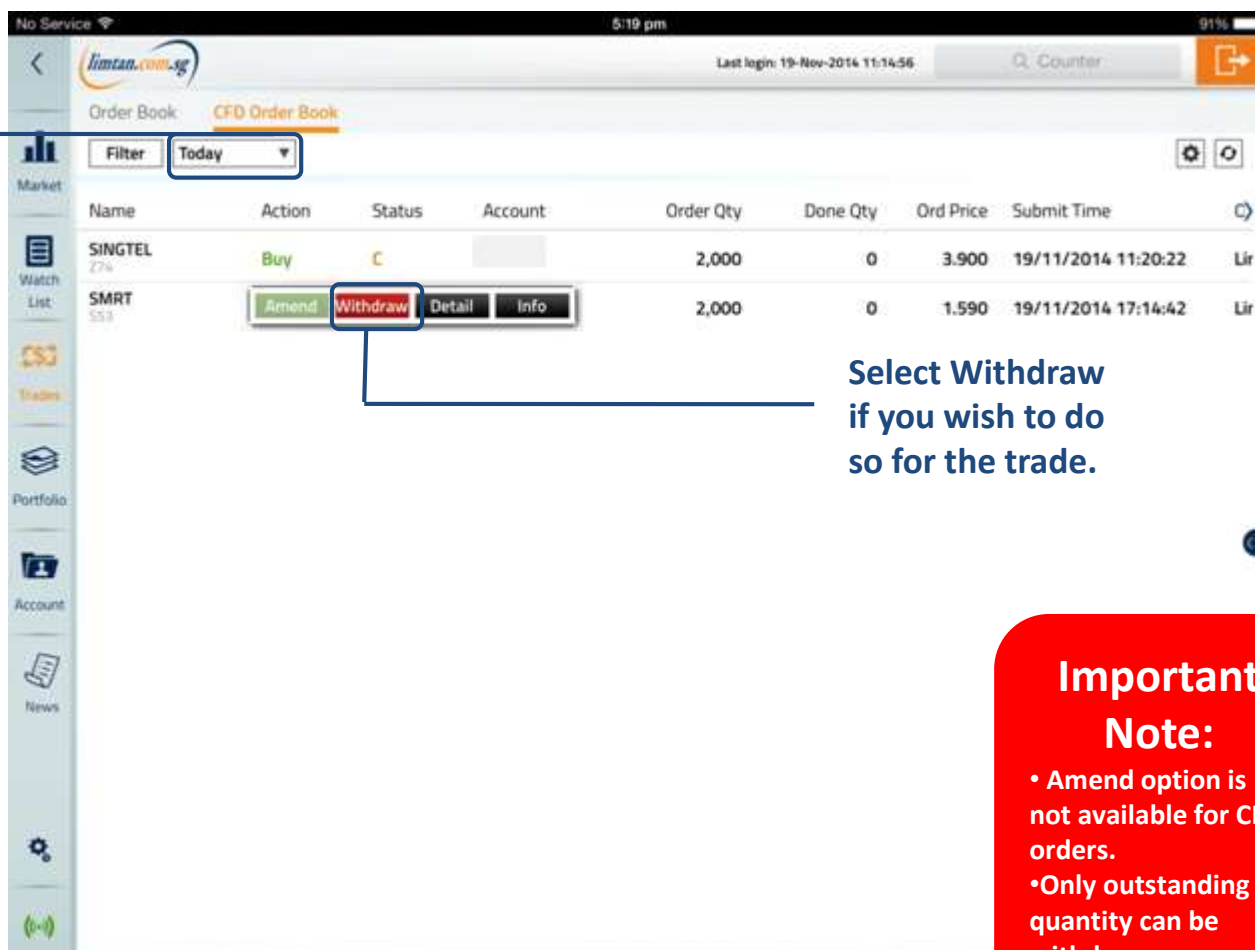 No Service 5:19 pm 91%
limtan.com.sg Last login: 19-Nov-2014 11:14:56 Counter
Order Book CFD Order Book
Filter Today
Market
Name Action Status Account Order Qty Done Qty Ord Price Submit Time
SINGTEL Buy C 2,000 0 3.900 19/11/2014 11:20:22 Lir
Z74
Watch
List
SMRT Amend Withdraw Detail Info 2,000 0 1.590 19/11/2014 17:14:42 Lir
S53
Trades
Select Withdraw
if you wish to do
so for the trade.
Portfolio
Account
News
Important
Note:
• Amend option is
not available for
orders.
•Only outstanding
quantity can be